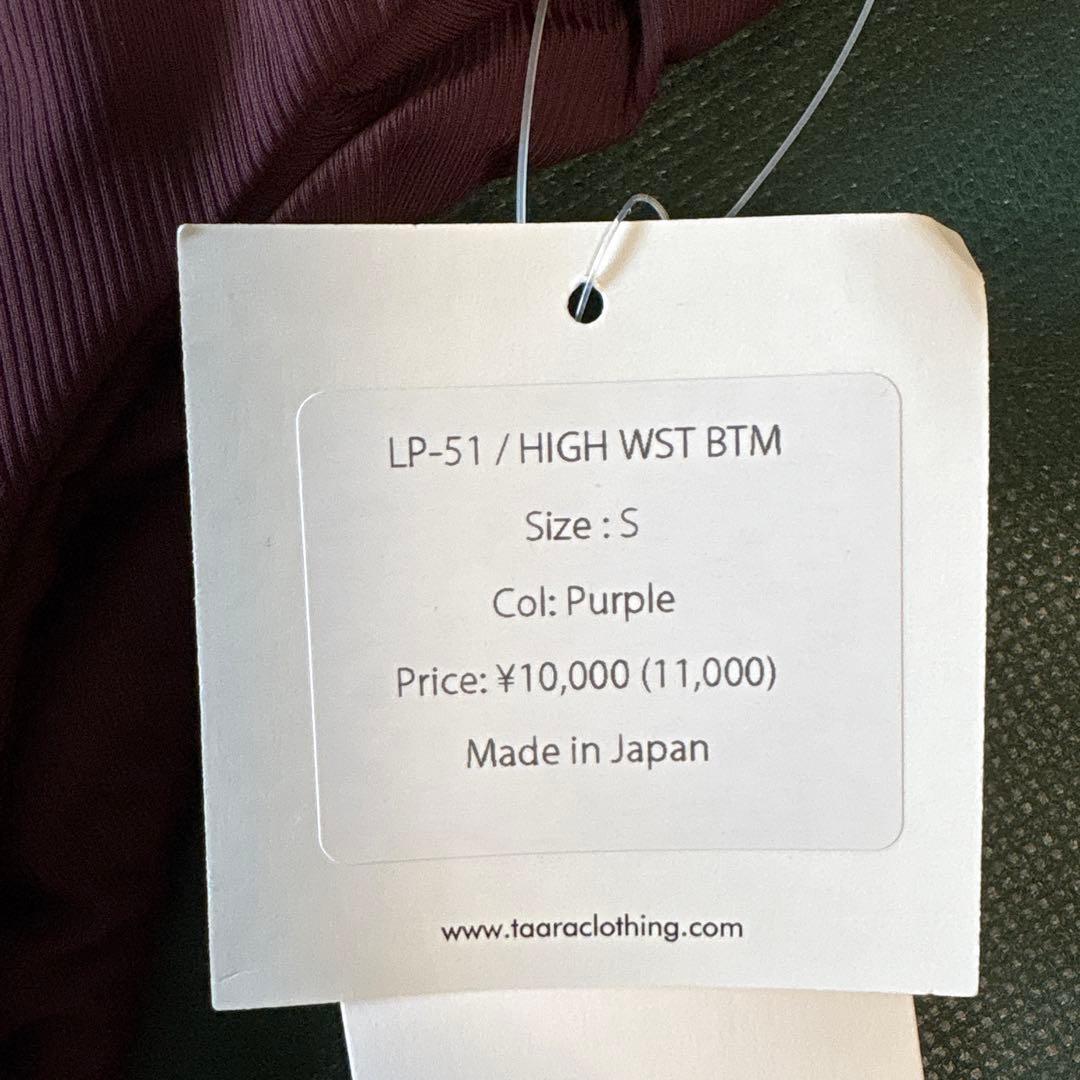 LP-51 / HIGH WST BTM
Size : S
Col: Purple
Price: ¥10,000 (11,000)
Made in Japan
www.taaraclothing.com